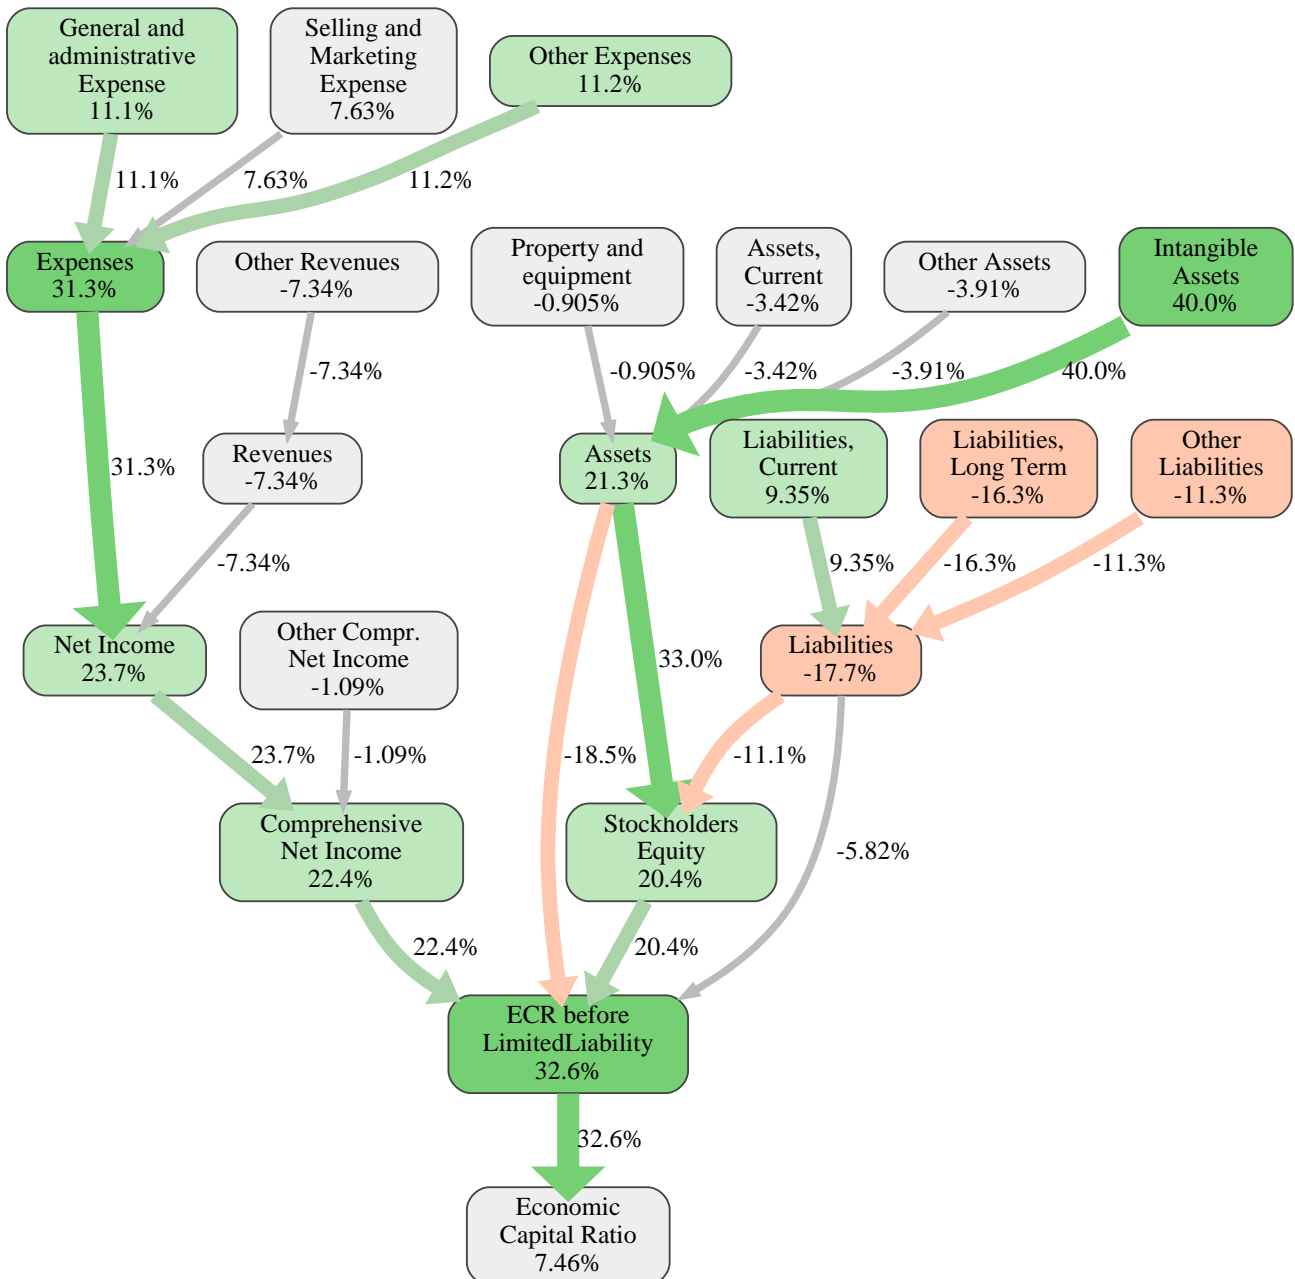 General and
administrative
Expense
11.1%
Selling and
Marketing
Expense
7.63%
Other Expenses
11.2%
11.1%
7.63%
11.2%
Expenses
31.3%
Other Revenues
-7.34%
Property and
equipment
-0.905%
Assets,
Current
-3.42%
Other Assets
-3.91%
Intangible
Assets
40.0%
-7.34%
-0.905%
-3.42%
-3.91%
40.0%
Revenues
-7.34%
Assets
21.3%
Liabilities,
Current
9.35%
Liabilities,
Long Term
-16.3%
Other
Liabilities
-11.3%
31.3%
-7.34%
9.35%
-16.3%
-11.3%
Net Income
23.7%
Other Compr.
Net Income
-1.09%
33.0%
Liabilities
-17.7%
23.7%
-1.09%
-18.5%
-11.1%
Comprehensive
Net Income
22.4%
Stockholders
Equity
20.4%
-5.82%
22.4%
20.4%
ECR before
LimitedLiability
32.6%
32.6%
Economic
Capital Ratio
7.46%